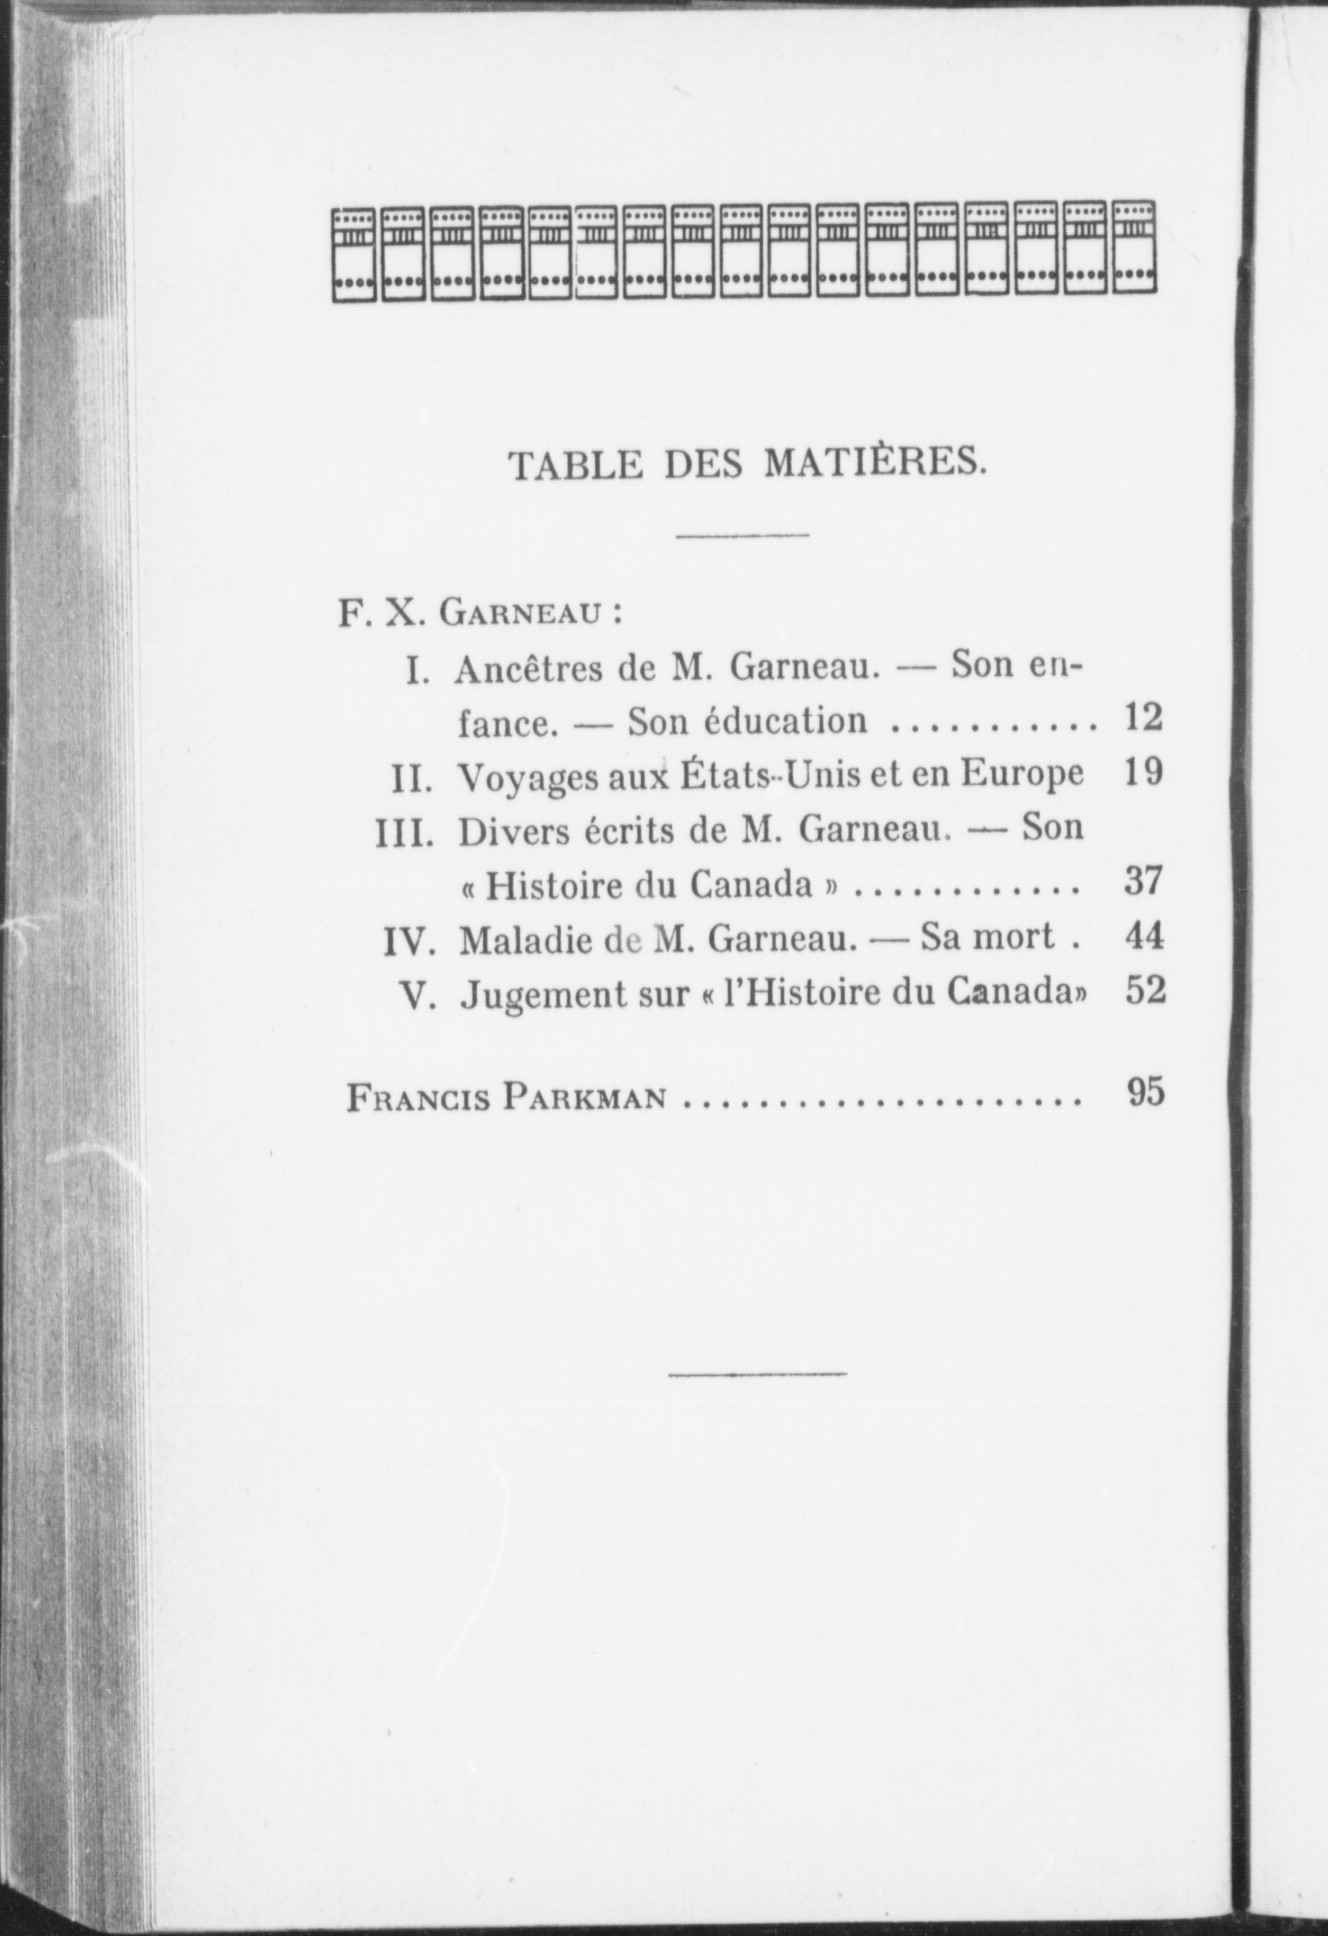 TABLE DES MATIÈRES.
F. X. GARNEAU :
I. Ancêtres de M. Garneau. — Son en-
fance. — Son éducation ........... 12
II. Voyages aux États-Unis et en Europe 19
III. Divers écrits de M. Garneau. — Son
« Histoire du Canada » ............ 37
IV. Maladie de M. Garneau. — Sa mort . 44
V. Jugement sur « l'Histoire du Canada» 52
FRANCIS PARKMAN ..................... 95